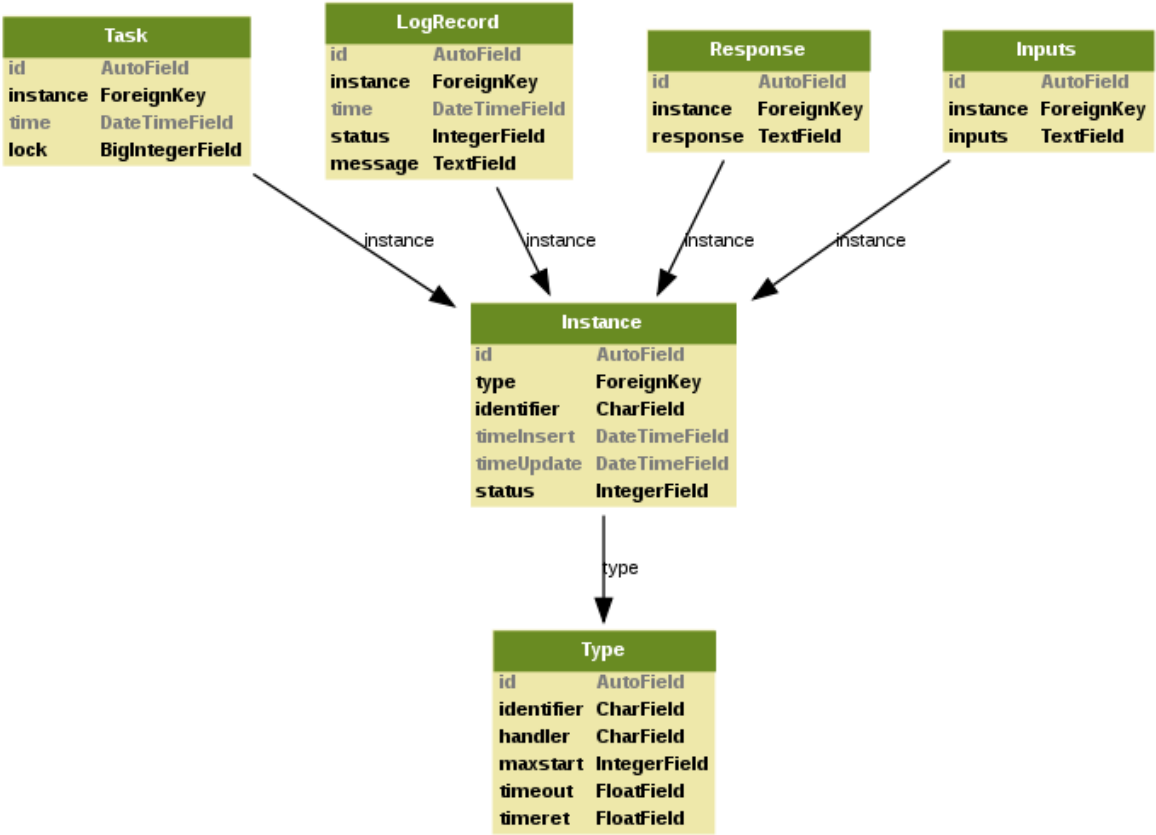 Task
id AutoField
instance ForeignKey
time DateTimeField
lock BigIntegerField
LogRecord
id AutoField
instance ForeignKey
time DateTimeField
status IntegerField
message TextField
Response
id AutoField
instance ForeignKey
response TextField
Inputs
id AutoField
instance ForeignKey
inputs TextField
instance
instance
instance
instance
Instance
id AutoField
type ForeignKey
identifier CharField
timeInsert DateTimeField
timeUpdate DateTimeField
status IntegerField
type
Type
id AutoField
identifier CharField
handler CharField
maxstart IntegerField
timeout FloatField
timeret FloatField